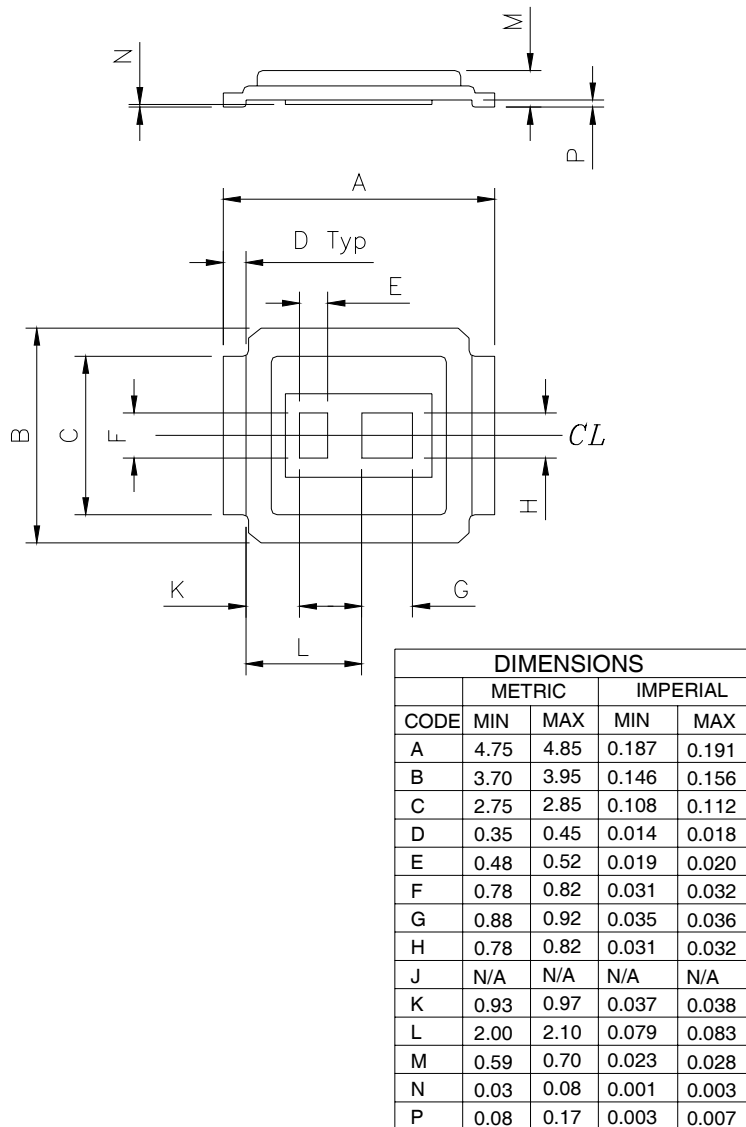 N
M
P
A
D Typ
E
B
C
F
CL
H
K
G
L
DIMENSIONS
METRIC IMPERIAL
CODE MIN MAX MIN MAX
A 4.75 4.85 0.187 0.191
B 3.70 3.95 0.146 0.156
C 2.75 2.85 0.108 0.112
D 0.35 0.45 0.014 0.018
E 0.48 0.52 0.019 0.020
F 0.78 0.82 0.031 0.032
G 0.88 0.92 0.035 0.036
H 0.78 0.82 0.031 0.032
J N/A N/A N/A N/A
K 0.93 0.97 0.037 0.038
L 2.00 2.10 0.079 0.083
M 0.59 0.70 0.023 0.028
N 0.03 0.08 0.001 0.003
P 0.08 0.17 0.003 0.007